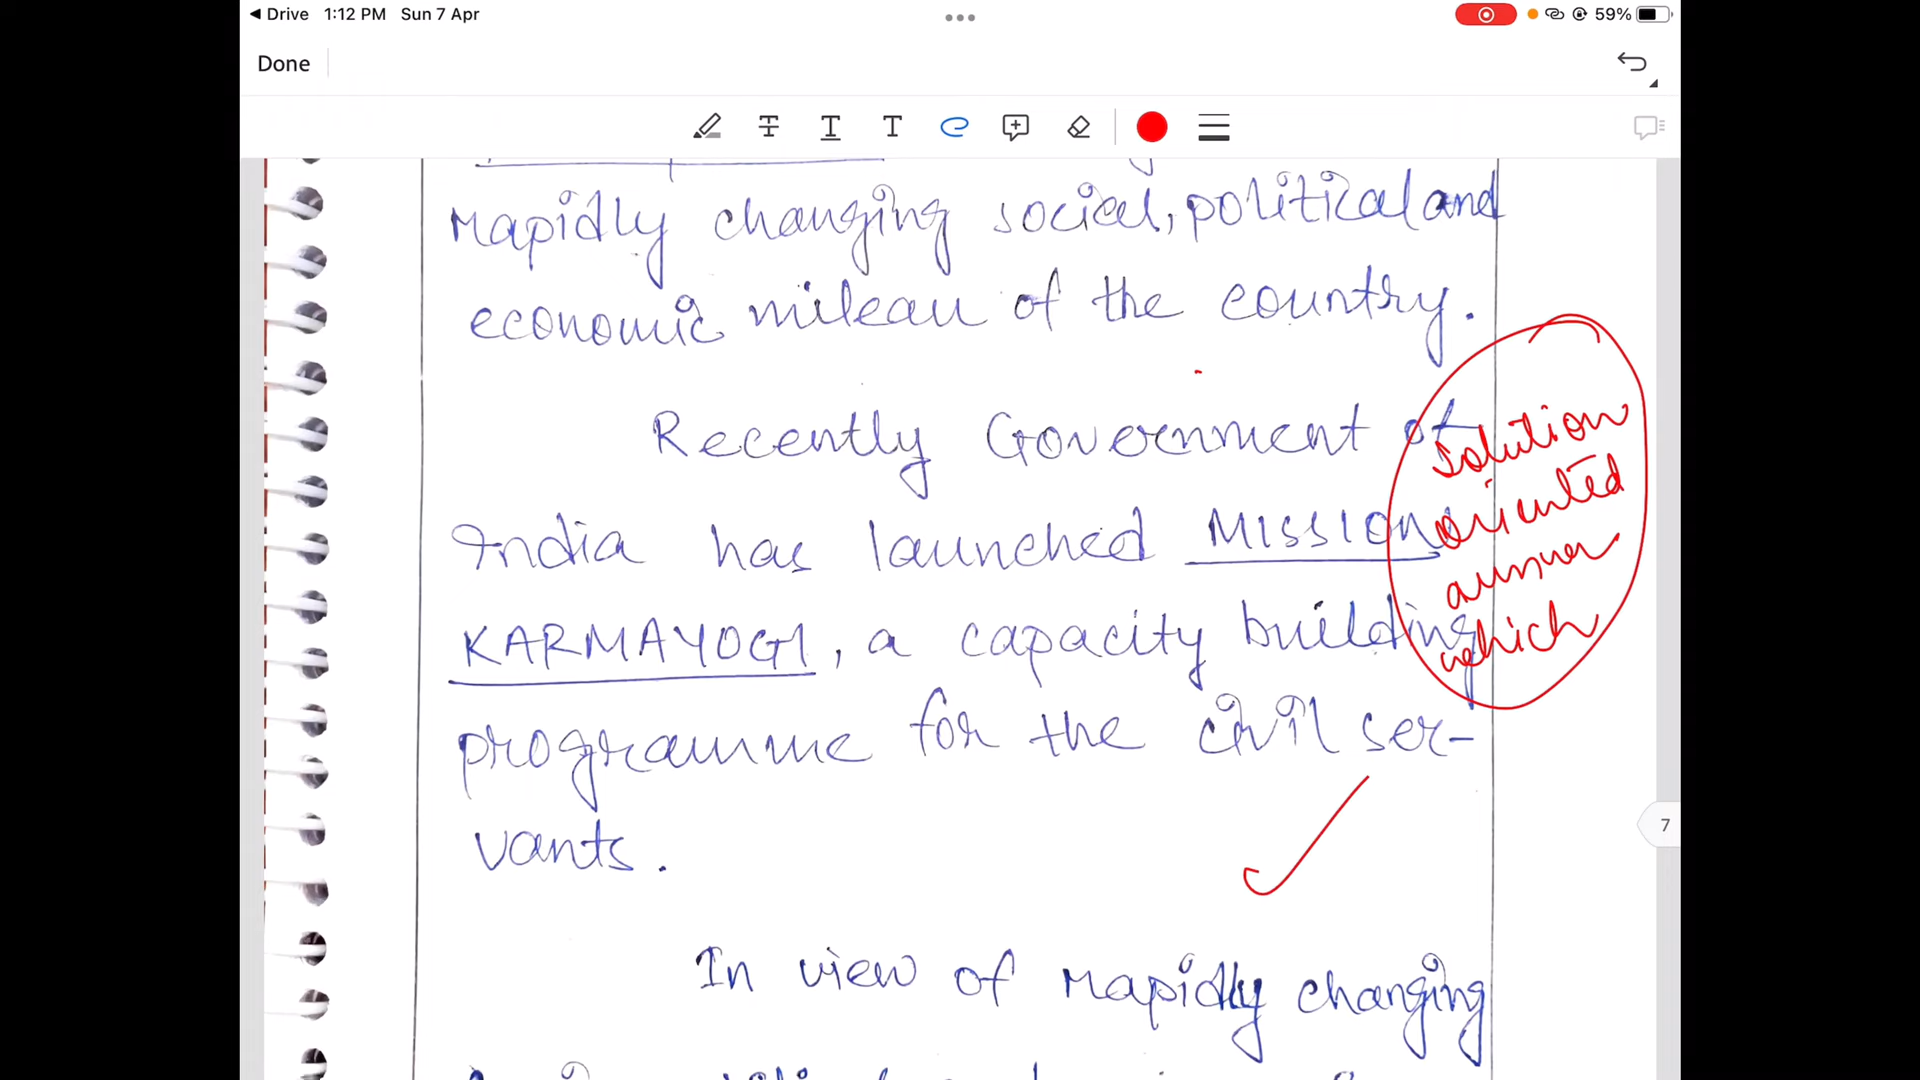 Drive 1:12 PM Sun 7 Apr
59%
Done
rapidly changing social, political and
economic mileau of the country.
Recently Government of
India has launched MISSION
KARMAYOGI, a capacity building
programme for the civil ser-
vants.
In view of rapidly changing
solution
oriented
answer
which
7